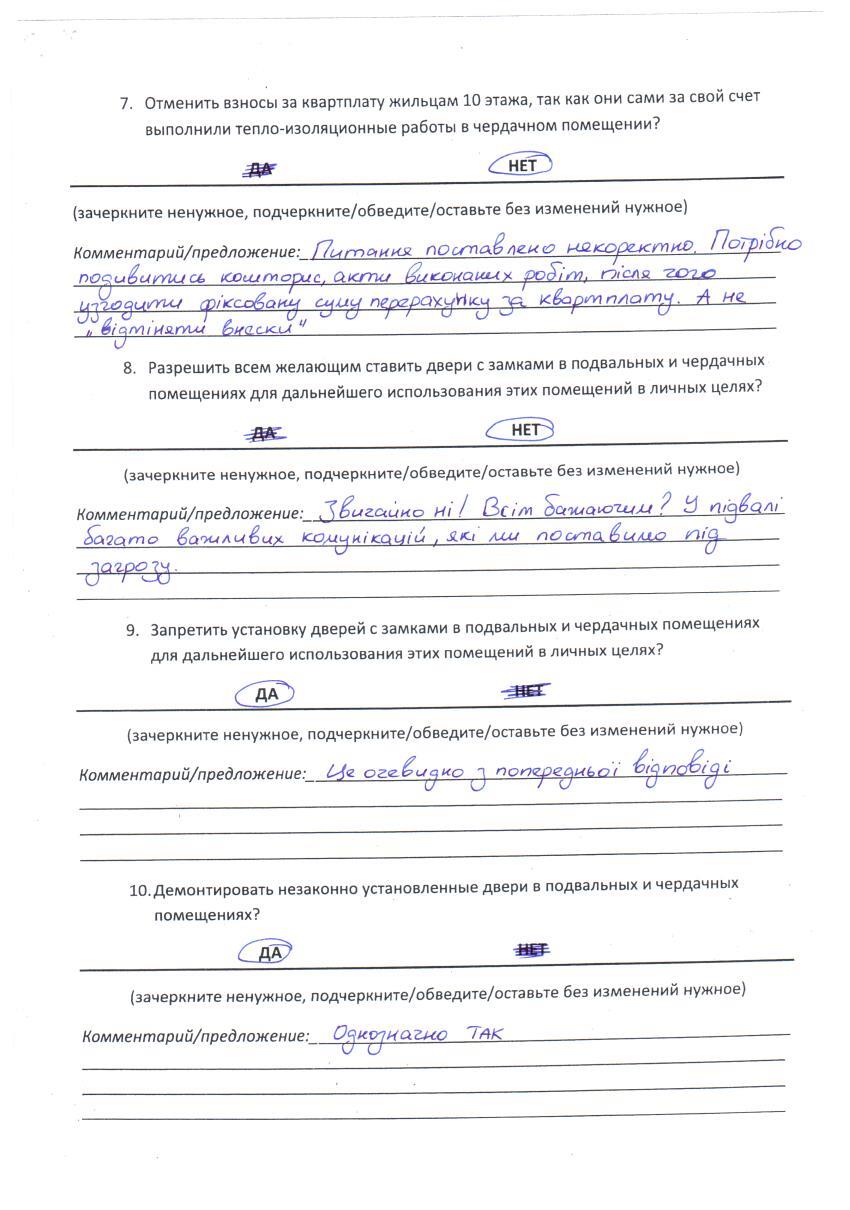 7. Отменить взносы за квартплату жильцам 10 этажа, так как они сами за свой счет
выполнили тепло-изоляционные работы в чердачном помещении?
ДА НЕТ
(зачеркните ненужное, подчеркните/обведите/оставьте без изменений нужное)
Комментарий/предложение: Питання поставлено некоректно. Потрібно
подивитись кошторис, акти виконаних робіт, після чого
узгодити фіксовану суму перерахунку за квартплату. А не
„відміняти внески“
8. Разрешить всем желающим ставить двери с замками в подвальных и чердачных
помещениях для дальнейшего использования этих помещений в личных целях?
ДА НЕТ
(зачеркните ненужное, подчеркните/обведите/оставьте без изменений нужное)
Комментарий/предложение: Звичайно ні! Всім бажаючим? У підвалі
багато важливих комунікацій, які ми поставимо під
загрозу.
9. Запретить установку дверей с замками в подвальных и чердачных помещениях
для дальнейшего использования этих помещений в личных целях?
ДА НЕТ
(зачеркните ненужное, подчеркните/обведите/оставьте без изменений нужное)
Комментарий/предложение: Це очевидно з попередньої відповіді
10. Демонтировать незаконно установленные двери в подвальных и чердачных
помещениях?
ДА НЕТ
(зачеркните ненужное, подчеркните/обведите/оставьте без изменений нужное)
Комментарий/предложение: Однозначно ТАК